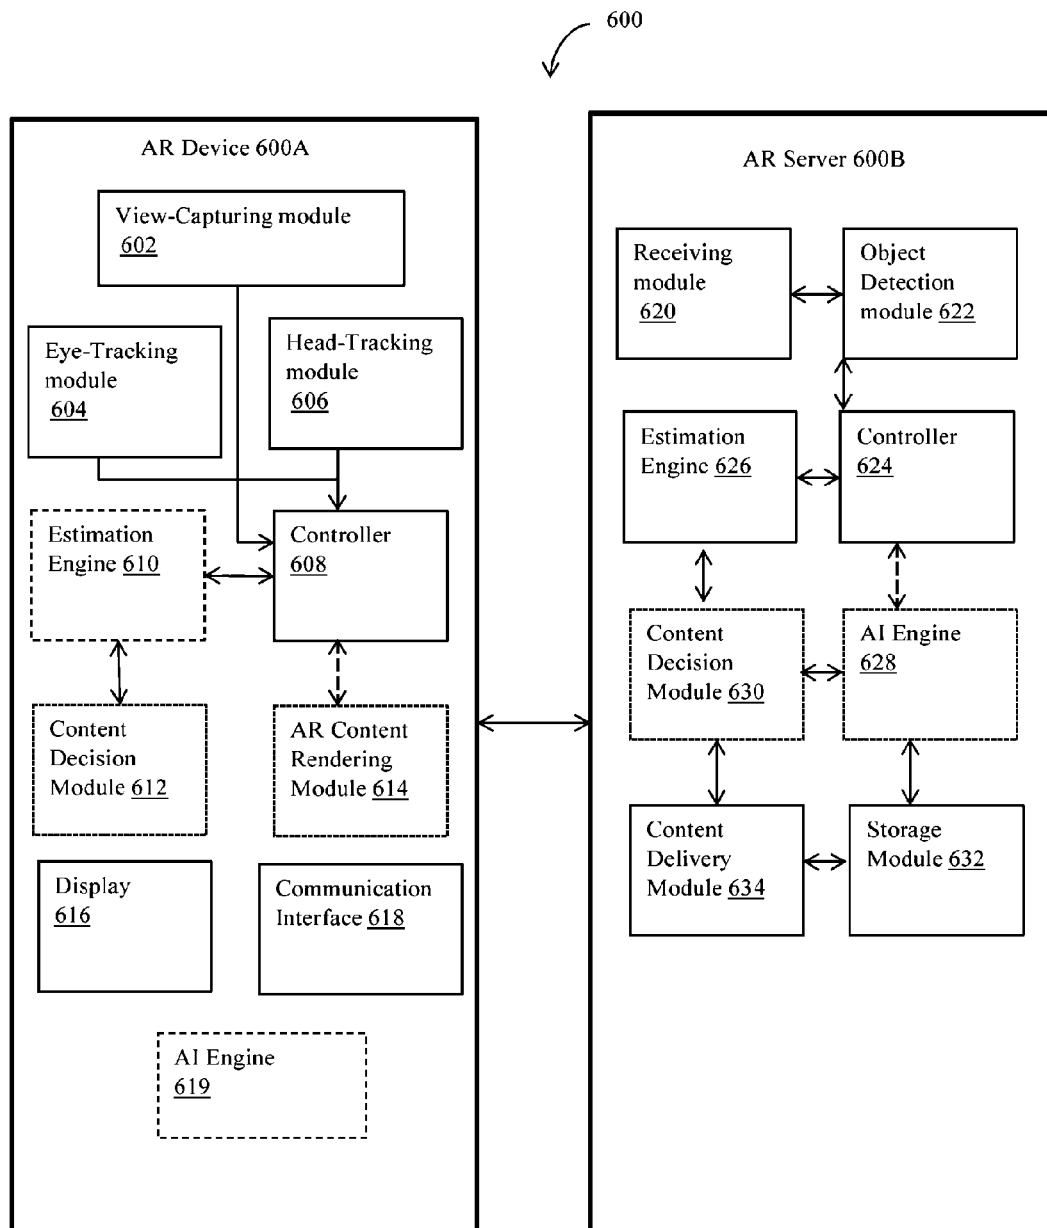 600
AR Device 600A
View-Capturing module
602
Eye-Tracking
module
604
Head-Tracking
module
606
Estimation
Engine 610
Controller
608
Content
Decision
Module 612
AR Content
Rendering
Module 614
Display
616
Communication
Interface 618
AI Engine
619
AR Server 600B
Receiving
module
620
Object
Detection
module 622
Estimation
Engine 626
Controller
624
Content
Decision
Module 630
AI Engine
628
Content
Delivery
Module 634
Storage
Module 632